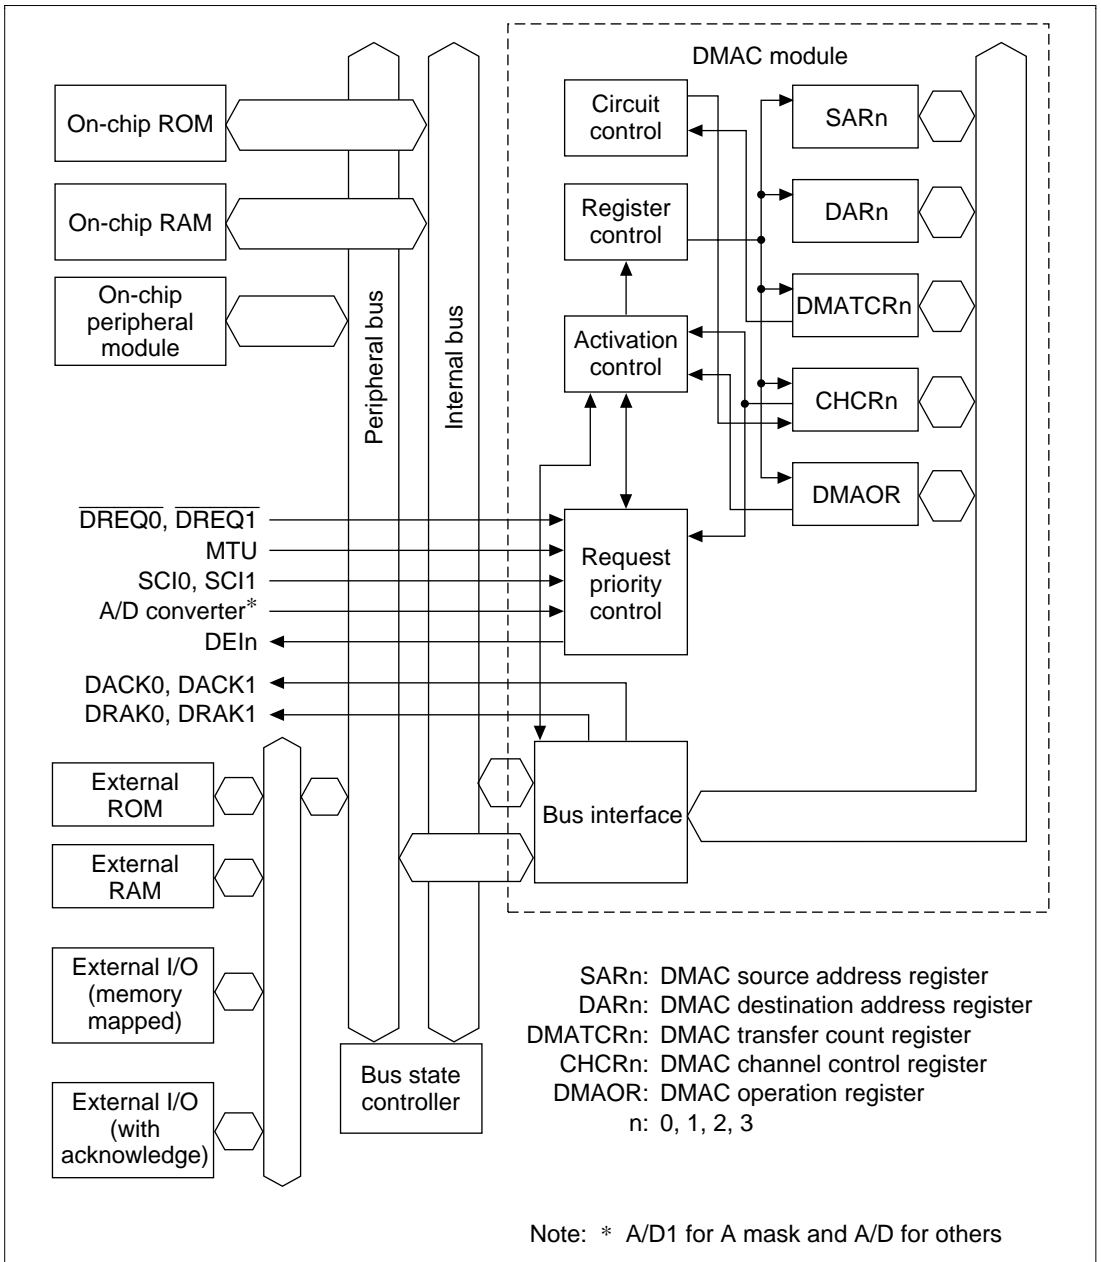 DMAC module
On-chip ROM
Circuit
control
SARn
On-chip RAM
Register
control
DARn
On-chip
peripheral
module
Peripheral bus
Internal bus
DMATCRn
Activation
control
CHCRn
DMAOR
DREQ0, DREQ1
MTU
SCI0, SCI1
A/D converter*
DEIn
Request
priority
control
DACK0, DACK1
DRAK0, DRAK1
External
ROM
Bus interface
External
RAM
External I/O
(memory
mapped)
External I/O
(with
acknowledge)
Bus state
controller
SARn: DMAC source address register
DARn: DMAC destination address register
DMATCRn: DMAC transfer count register
CHCRn: DMAC channel control register
DMAOR: DMAC operation register
n: 0, 1, 2, 3
Note: * A/D1 for A mask and A/D for others